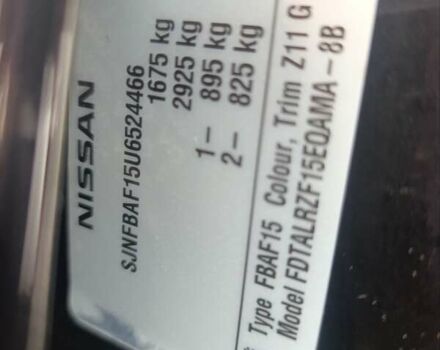 NISSAN
SJNFBAF15U6524466
1675 kg
2925 kg
1- 895 kg
2- 825 kg
Type FBAF15 Colour, Trim Z11 G
Model FDTALRZF15EQAMA-8B